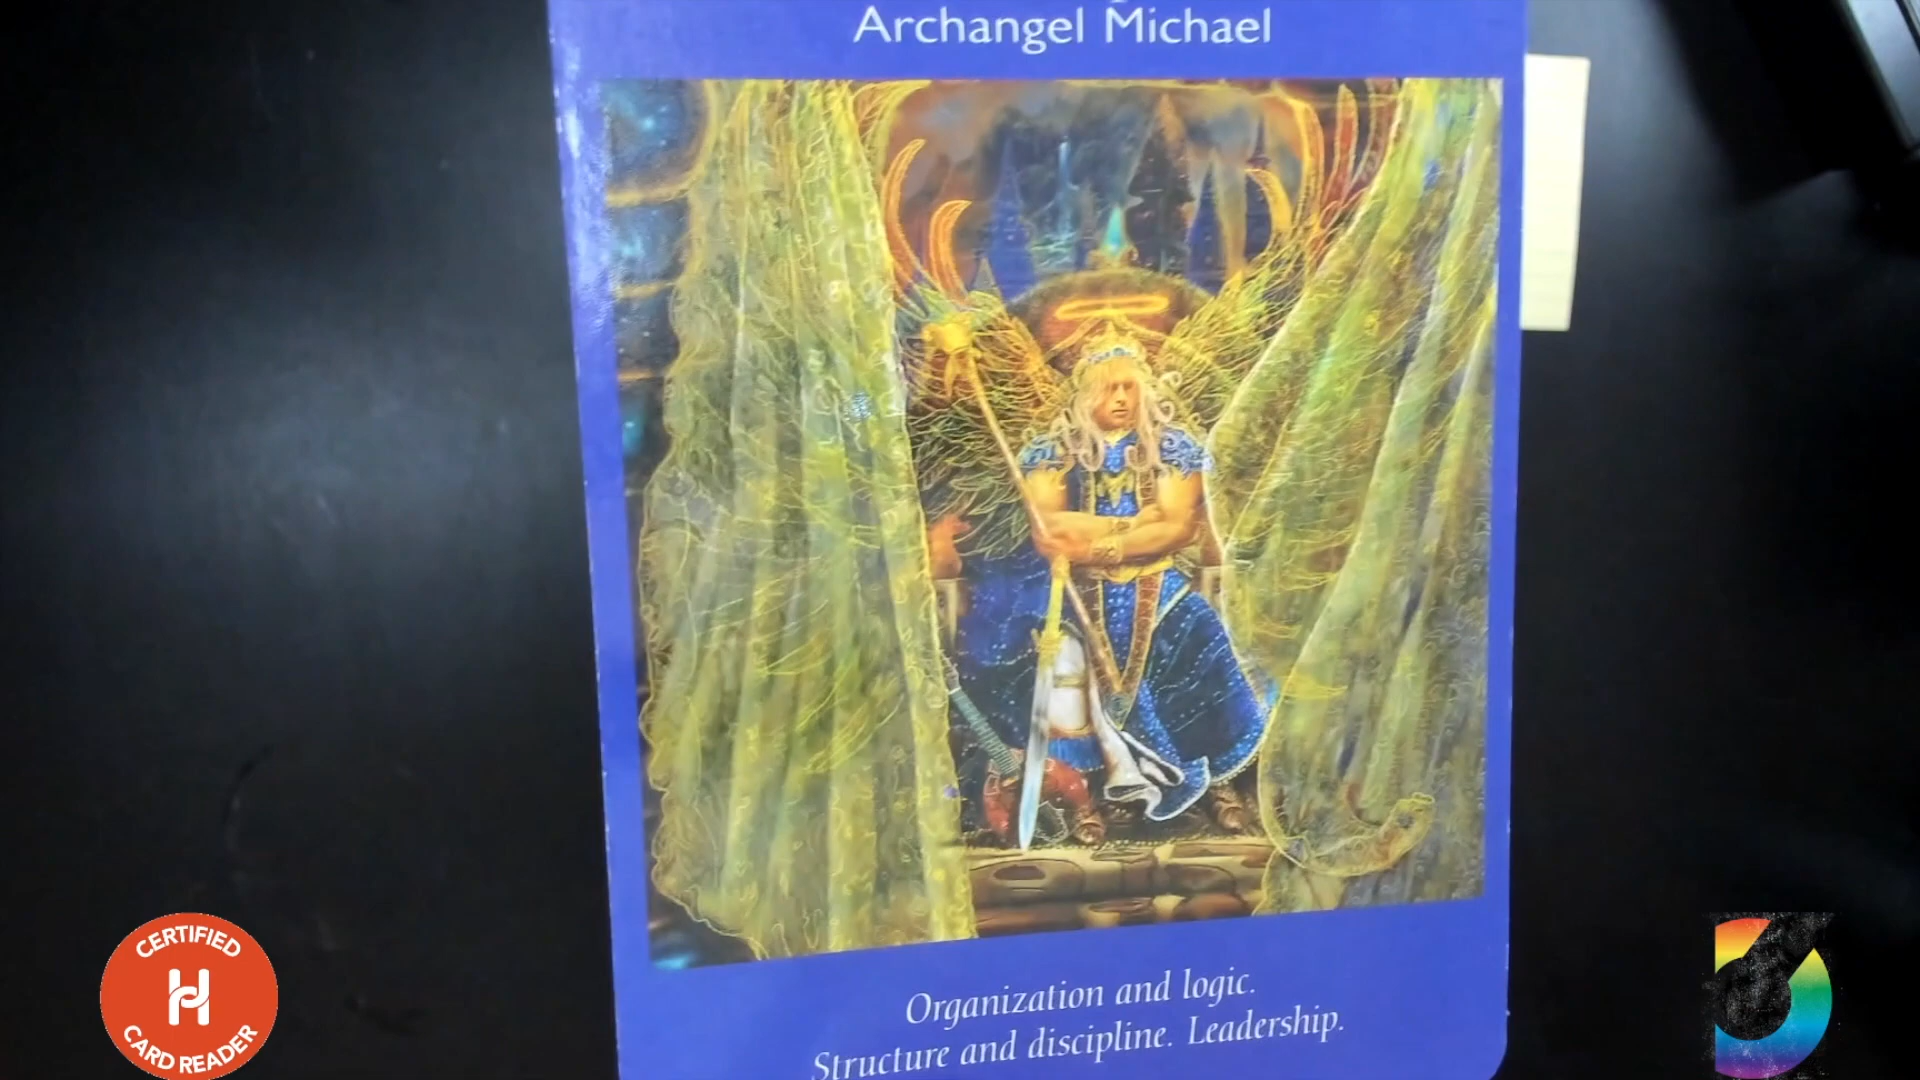 Archangel Michael
Organization and logic.
Structure and discipline. Leadership.
CERTIFIED
H
CARD READER